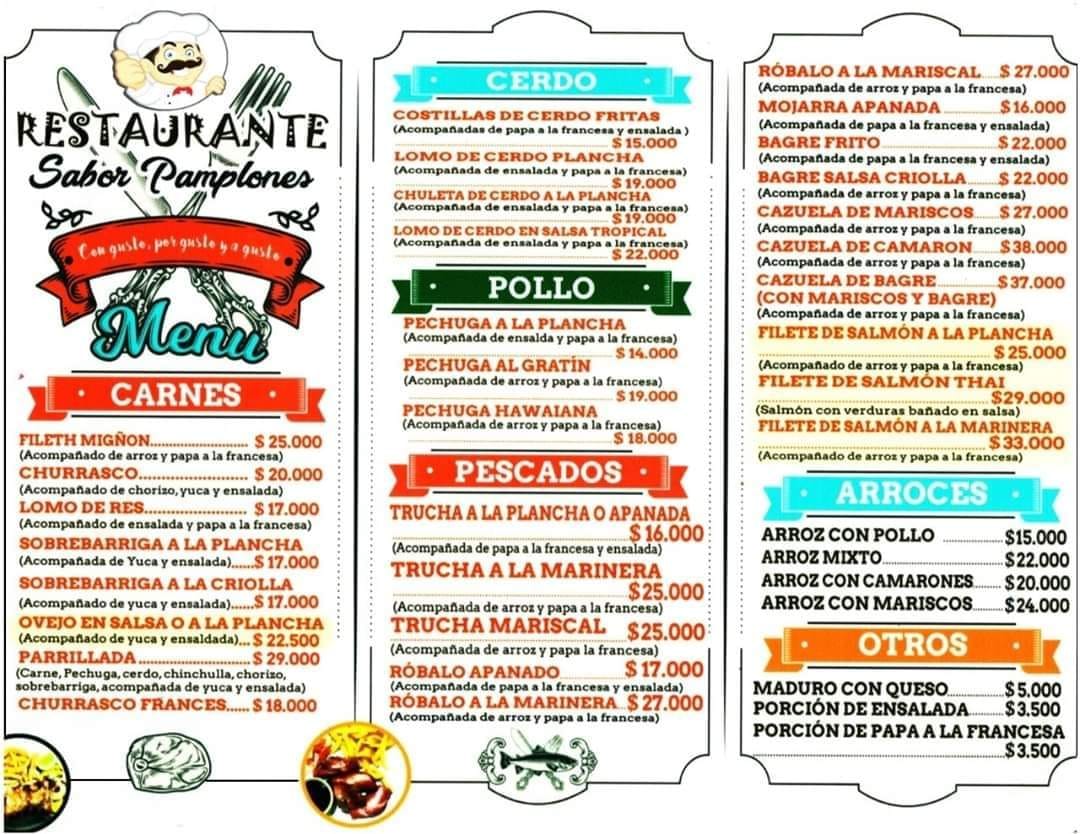 RESTAURANTE
Sabor Pamplones
Con gusto, por gusto y a gusto
Menu
CARNES
FILETH MIGÑON............ $ 25.000
(Acompañado de arroz y papa a la francesa)
CHURRASCO............ $ 20.000
(Acompañado de chorizo, yuca y ensalada)
LOMO DE RES............ $ 17.000
(Acompañado de ensalada y papa a la francesa)
SOBREBARRIGA A LA PLANCHA
(Acompañada de Yuca y ensalada)......$ 17.000
SOBREBARRIGA A LA CRIOLLA
(Acompañado de yuca y ensalada)......$ 17.000
OVEJO EN SALSA O A LA PLANCHA
(Acompañado de yuca y ensaldada)... $ 22.500
PARRILLADA............ $ 29.000
(Carne, Pechuga, cerdo, chinchulla, chorizo,
sobrebarriga, acompañada de yuca y ensalada)
CHURRASCO FRANCES...... $ 18.000
CERDO
COSTILLAS DE CERDO FRITAS
(Acompañadas de papa a la francesa y ensalada )
............ $ 15.000
LOMO DE CERDO PLANCHA
(Acompañada de ensalada y papa a la francesa)
............ $ 19.000
CHULETA DE CERDO A LA PLANCHA
(Acompañada de ensalada y papa a la francesa)
............ $ 19.000
LOMO DE CERDO EN SALSA TROPICAL
(Acompañada de ensalada y papa a la francesa)
............ $ 22.000
POLLO
PECHUGA A LA PLANCHA
(Acompañada de ensalda y papa a la francesa)
............ $ 14.000
PECHUGA AL GRATÍN
(Acompañada de arroz y papa a la francesa)
............ $ 19.000
PECHUGA HAWAIANA
(Acompañada de arroz y papa a la francesa)
............ $ 18.000
PESCADOS
TRUCHA A LA PLANCHA O APANADA
............ $ 16.000
(Acompañada de papa a la francesa y ensalada)
TRUCHA A LA MARINERA
............ $25.000
(Acompañada de arroz y papa a la francesa)
TRUCHA MARISCAL $25.000
(Acompañada de arroz y papa a la francesa)
RÓBALO APANADO............ $ 17.000
(Acompañada de papa a la francesa y ensalada)
RÓBALO A LA MARINERA $ 27.000
(Acompañada de arroz y papa a la francesa)
RÓBALO A LA MARISCAL.... $ 27.000
(Acompañada de arroz y papa a la francesa)
MOJARRA APANADA ............ $16.000
(Acompañada de papa a la francesa y ensalada)
BAGRE FRITO............ $ 22.000
(Acompañada de papa a la francesa y ensalada)
BAGRE SALSA CRIOLLA...... $ 22.000
(Acompañada de arroz y papa a la francesa)
CAZUELA DE MARISCOS..... $ 27.000
(Acompañada de arroz y papa a la francesa)
CAZUELA DE CAMARON..... $38.000
(Acompañada de arroz y papa a la francesa)
CAZUELA DE BAGRE............ $ 37.000
(CON MARISCOS Y BAGRE)
(Acompañada de arroz y papa a la francesa)
FILETE DE SALMÓN A LA PLANCHA
............ $ 25.000
(Acompañado de arroz y papa a la francesa)
FILETE DE SALMÓN THAI
............ $29.000
(Salmón con verduras bañado en salsa)
FILETE DE SALMÓN A LA MARINERA
............ $ 33.000
(Acompañado de arroz y papa a la francesa)
ARROCES
ARROZ CON POLLO ............ $15.000
ARROZ MIXTO............ $22.000
ARROZ CON CAMARONES...... $20.000
ARROZ CON MARISCOS...... $24.000
OTROS
MADURO CON QUESO............ $ 5.000
PORCIÓN DE ENSALADA............ $ 3.500
PORCIÓN DE PAPA A LA FRANCESA
............ $ 3.500